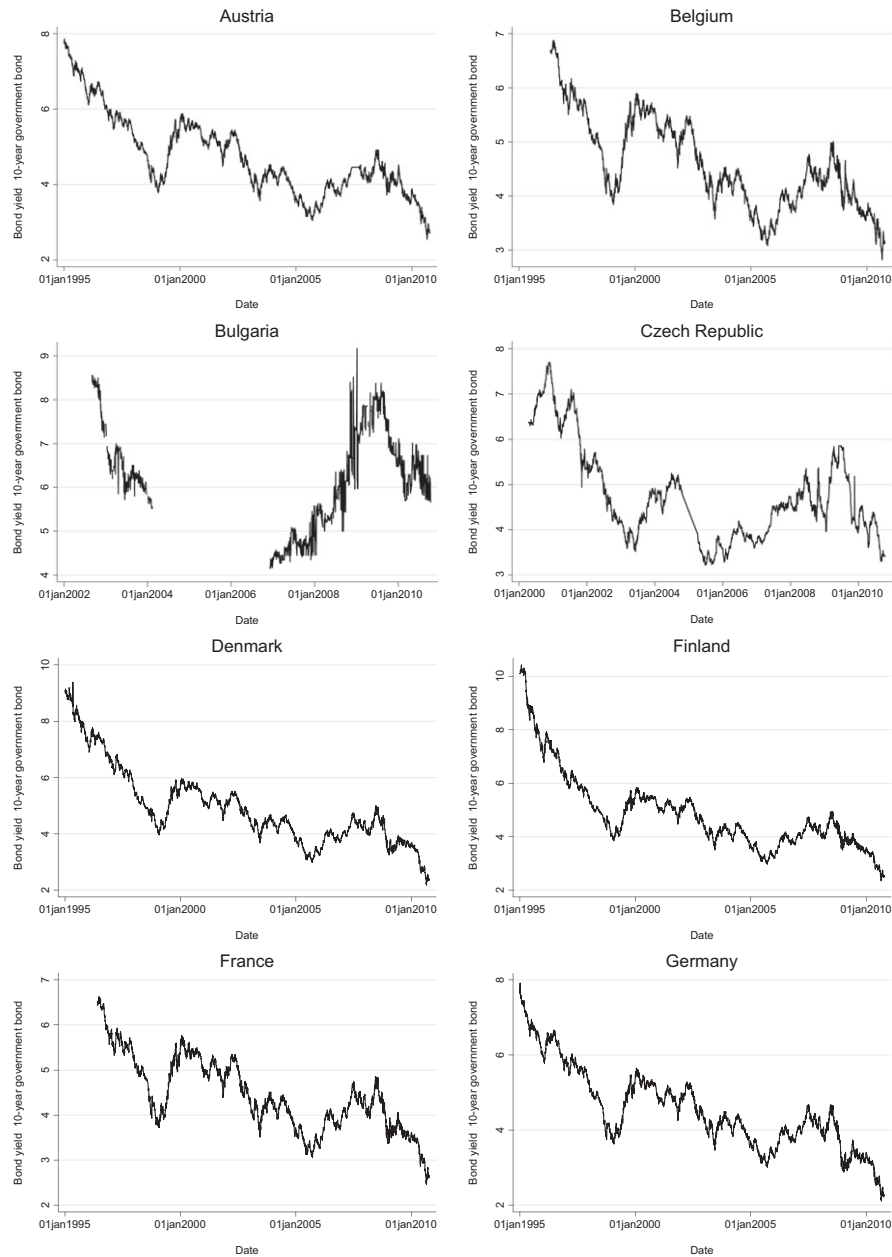 Austria
Bond yield 10-year government bond
8
6
4
2
01jan1995 01jan2000 01jan2005 01jan2010
Date
Belgium
Bond yield 10-year government bond
7
6
5
4
3
01jan1995 01jan2000 01jan2005 01jan2010
Date
Bulgaria
Bond yield 10-year government bond
9
8
7
6
5
4
01jan2002 01jan2004 01jan2006 01jan2008 01jan2010
Date
Czech Republic
Bond yield 10-year government bond
8
7
6
5
4
3
01jan2000 01jan2002 01jan2004 01jan2006 01jan2008 01jan2010
Date
Denmark
Bond yield 10-year government bond
10
8
6
4
2
01jan1995 01jan2000 01jan2005 01jan2010
Date
Finland
Bond yield 10-year government bond
10
8
6
4
2
01jan1995 01jan2000 01jan2005 01jan2010
Date
France
Bond yield 10-year government bond
7
6
5
4
3
2
01jan1995 01jan2000 01jan2005 01jan2010
Date
Germany
Bond yield 10-year government bond
8
6
4
2
01jan1995 01jan2000 01jan2005 01jan2010
Date